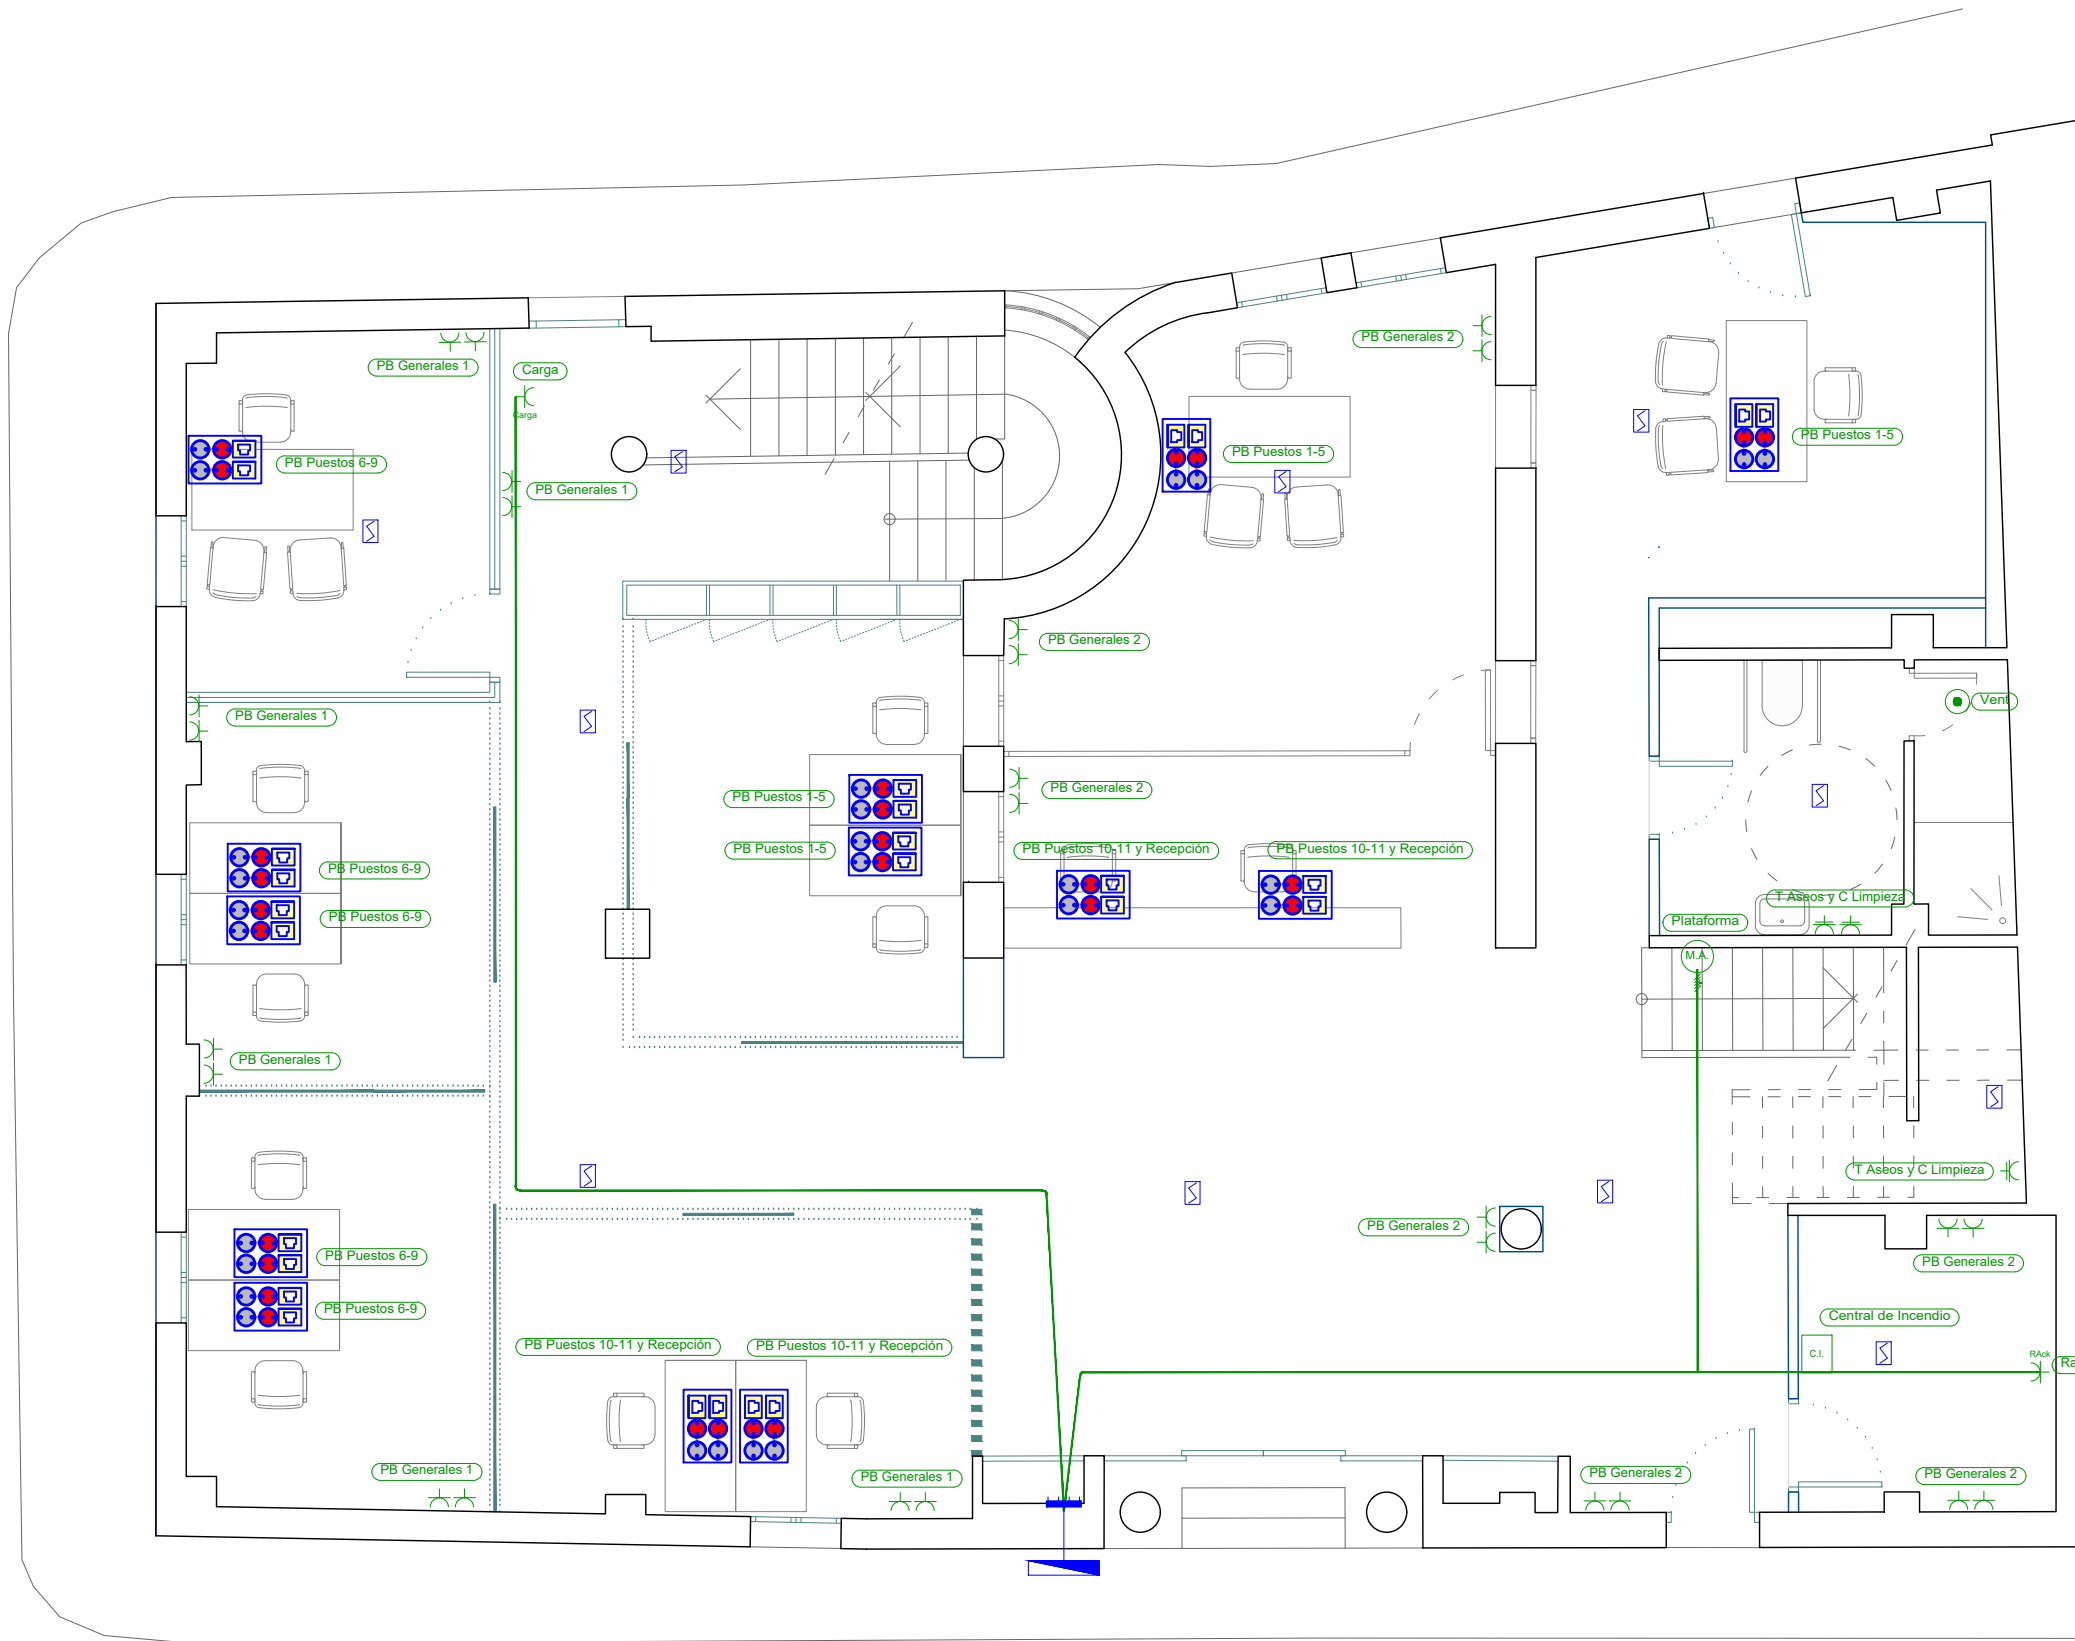 PB Generales 2
PB Generales 1
Carga
Carga
PB Puestos 1-5
PB Puestos 1-5
PB Puestos 6-9
PB Generales 1
PB Generales 2
Vent
PB Generales 1
PB Generales 2
PB Puestos 1-5
PB Puestos 1-5
PB Puestos 10-11 y Recepción
PB Puestos 10-11 y Recepción
PB Puestos 6-9
T Aseos y C Limpieza
PB Puestos 6-9
Plataforma
M.A.
PB Generales 1
T Aseos y C Limpieza
PB Generales 2
PB Puestos 6-9
PB Generales 2
PB Puestos 6-9
Central de Incendio
PB Puestos 10-11 y Recepción
PB Puestos 10-11 y Recepción
C.I.
RAck
Ra
PB Generales 1
PB Generales 1
PB Generales 2
PB Generales 2